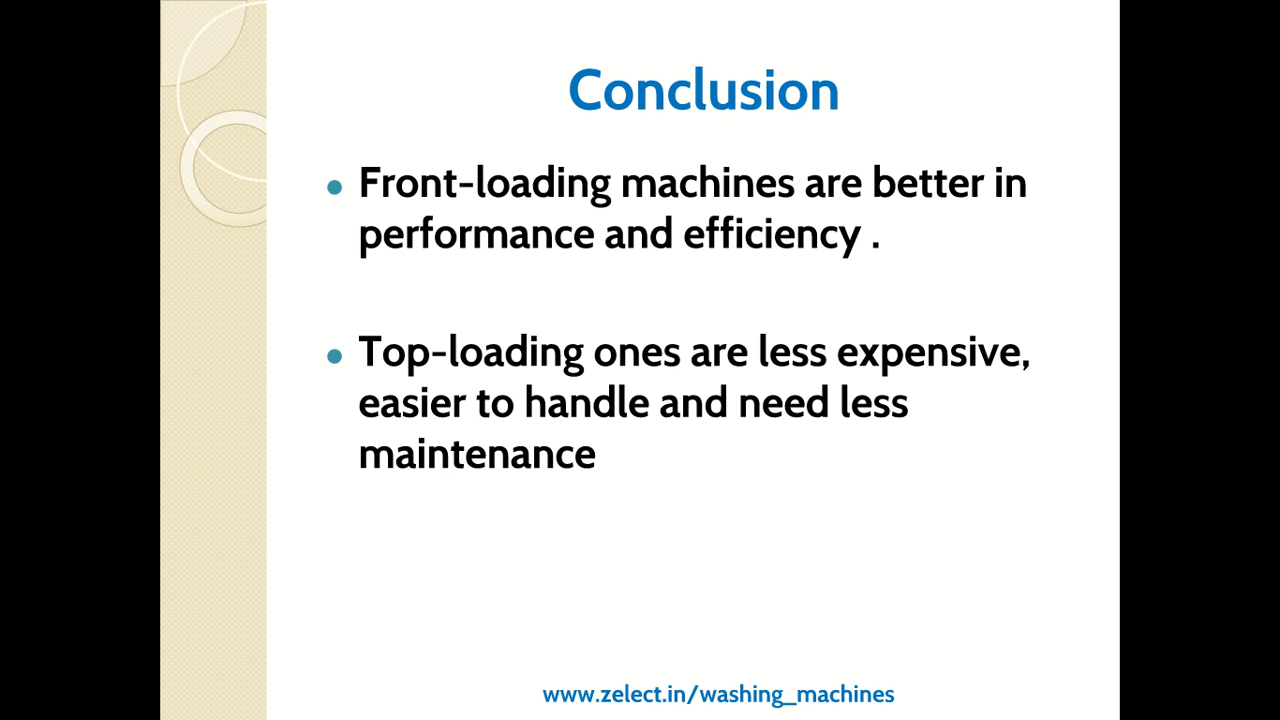 Conclusion
Front-loading machines are better in
performance and efficiency .
Top-loading ones are less expensive,
easier to handle and need less
maintenance
www.zelect.in/washing_machines